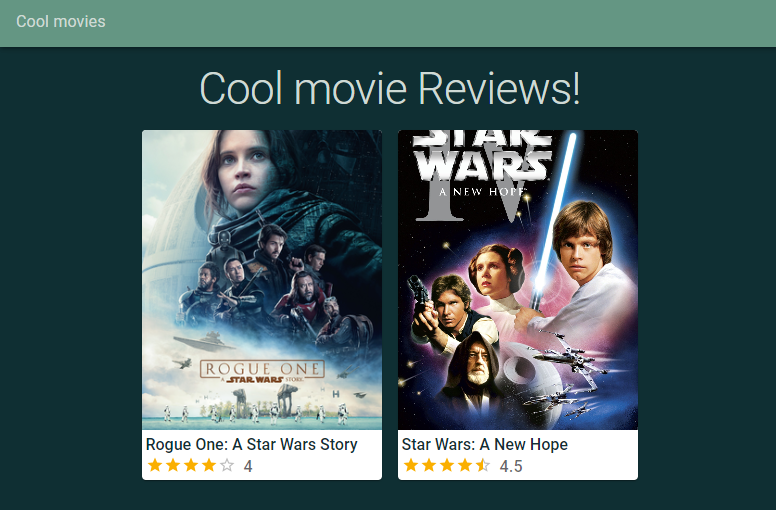 Cool movies
Cool movie Reviews!
STAR
WARS
IV
A NEW HOPE
ROGUE ONE
A STAR WARS STORY
Rogue One: A Star Wars Story
4
Star Wars: A New Hope
4.5